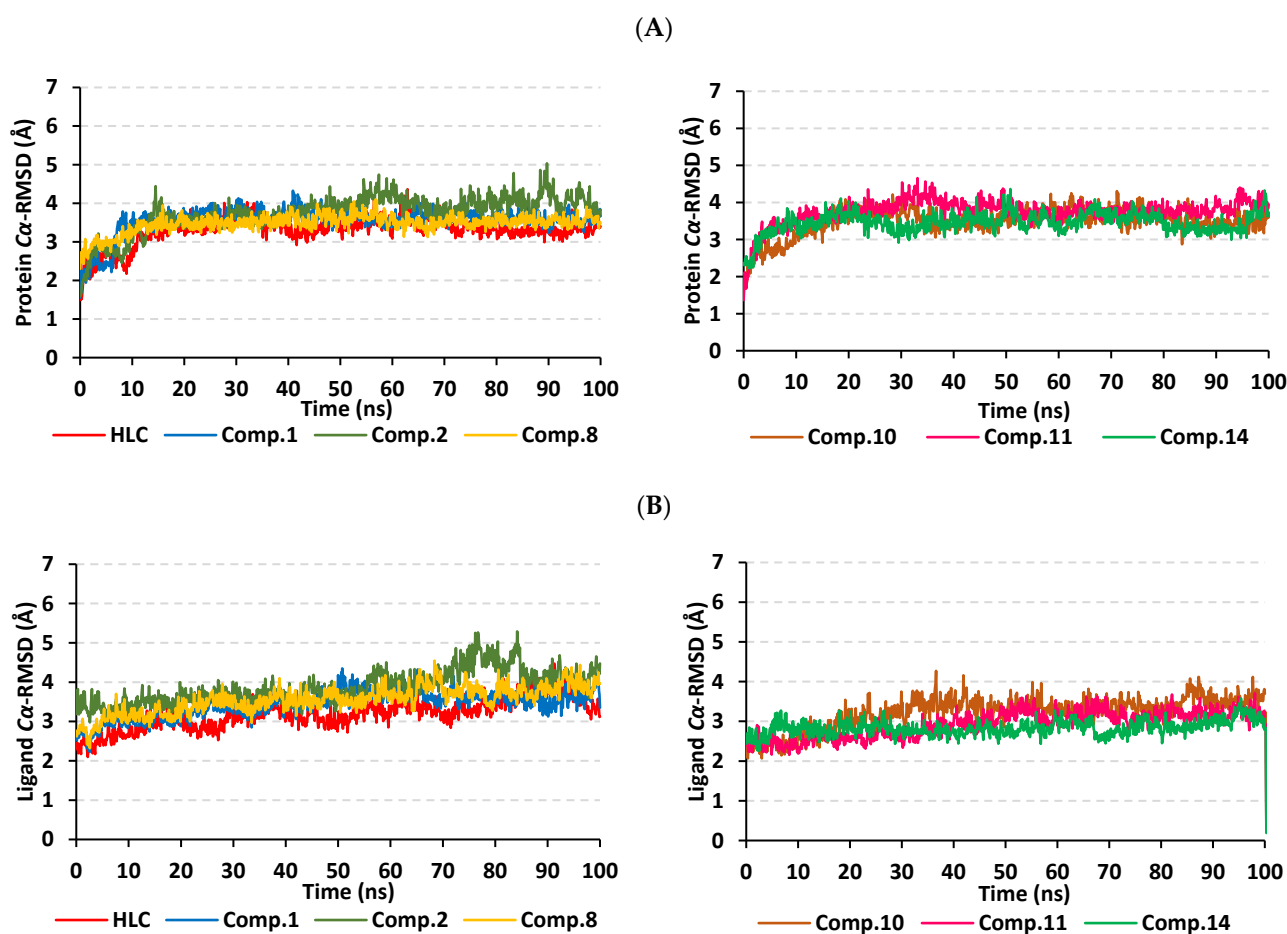 (A)
Protein Cα-RMSD (Å)
7
6
5
4
3
2
1
0
0 10 20 30 40 50 60 70 80 90 100
Time (ns)
HLC Comp.1 Comp.2 Comp.8
Protein Cα-RMSD (Å)
7
6
5
4
3
2
1
0
0 10 20 30 40 50 60 70 80 90 100
Time (ns)
Comp.10 Comp.11 Comp.14
(B)
Ligand Cα-RMSD (Å)
7
6
5
4
3
2
1
0
0 10 20 30 40 50 60 70 80 90 100
Time (ns)
HLC Comp.1 Comp.2 Comp.8
Ligand Cα-RMSD (Å)
7
6
5
4
3
2
1
0
0 10 20 30 40 50 60 70 80 90 100
Time (ns)
Comp.10 Comp.11 Comp.14